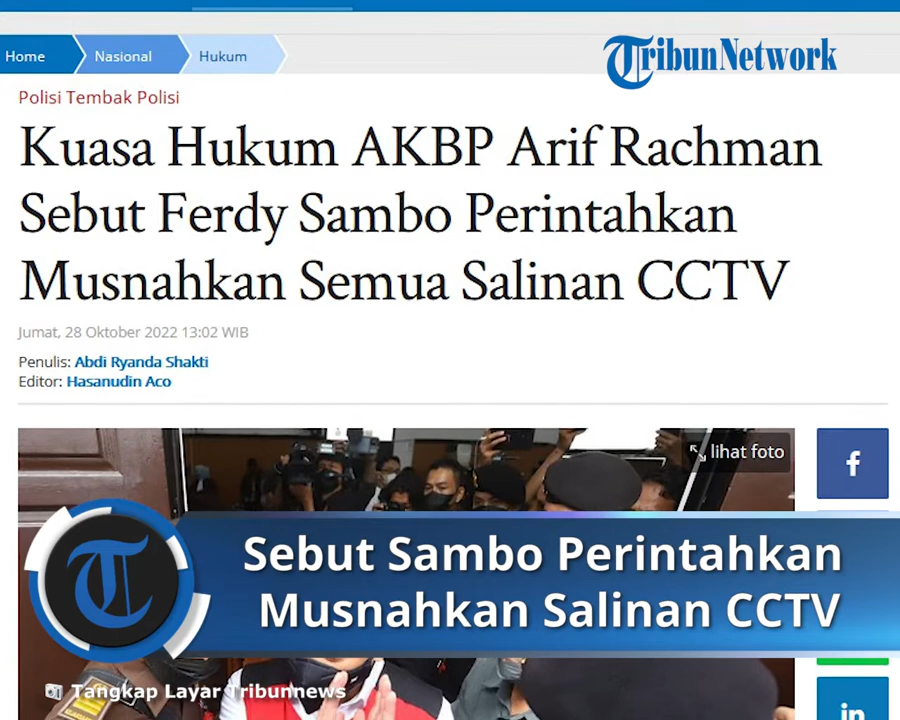 Home
Nasional
Hukum
TribunNetwork
Polisi Tembak Polisi
Kuasa Hukum AKBP Arif Rachman
Sebut Ferdy Sambo Perintahkan
Musnahkan Semua Salinan CCTV
Jumat, 28 Oktober 2022 13:02 WIB
Penulis: Abdi Ryanda Shakti
Editor: Hasanudin Aco
lihat foto
f
T
Sebut Sambo Perintahkan
Musnahkan Salinan CCTV
Tangkap Layar Tribunnews
in